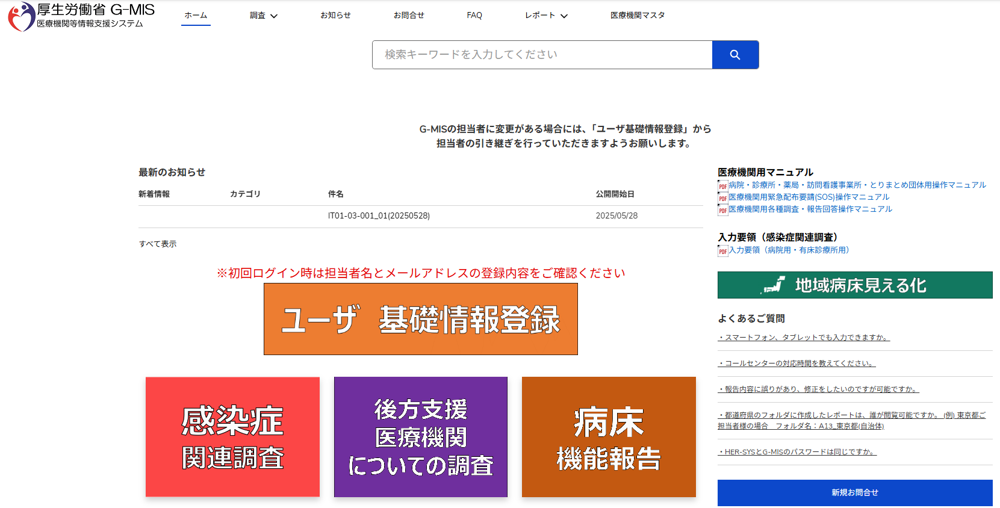 厚生労働省 G-MIS
医療機関等情報支援システム
ホーム
調査
お知らせ
お問合せ
FAQ
レポート
医療機関マスタ
検索キーワードを入力してください
G-MISの担当者に変更がある場合には、「ユーザ基礎情報登録」から
担当者の引き継ぎを行っていただきますようお願いします。
最新のお知らせ
新着情報 カテゴリ 件名 公開開始日
IT01-03-001_01(20250528) 2025/05/28
すべて表示
※初回ログイン時は担当者名とメールアドレスの登録内容をご確認ください
ユーザ 基礎情報登録
感染症
関連調査
後方支援
医療機関
についての調査
病床
機能報告
医療機関用マニュアル
PDF 病院・診療所・薬局・訪問看護事業所・とりまとめ団体用操作マニュアル
PDF 医療機関用緊急配布要請(SOS)操作マニュアル
PDF 医療機関用各種調査・報告回答操作マニュアル
入力要領（感染症関連調査）
PDF 入力要領（病院用・有床診療所用）
地域病床見える化
よくあるご質問
・スマートフォン、タブレットでも入力できますか。
・コールセンターの対応時間を教えてください。
・報告内容に誤りがあり、修正をしたいのですが可能ですか。
・都道府県のフォルダに作成したレポートは、誰が閲覧可能ですか。 (例) 東京都ご
担当者様の場合　フォルダ名：A13_東京都(自治体)
・HER-SYSとG-MISのパスワードは同じですか。
新規お問合せ